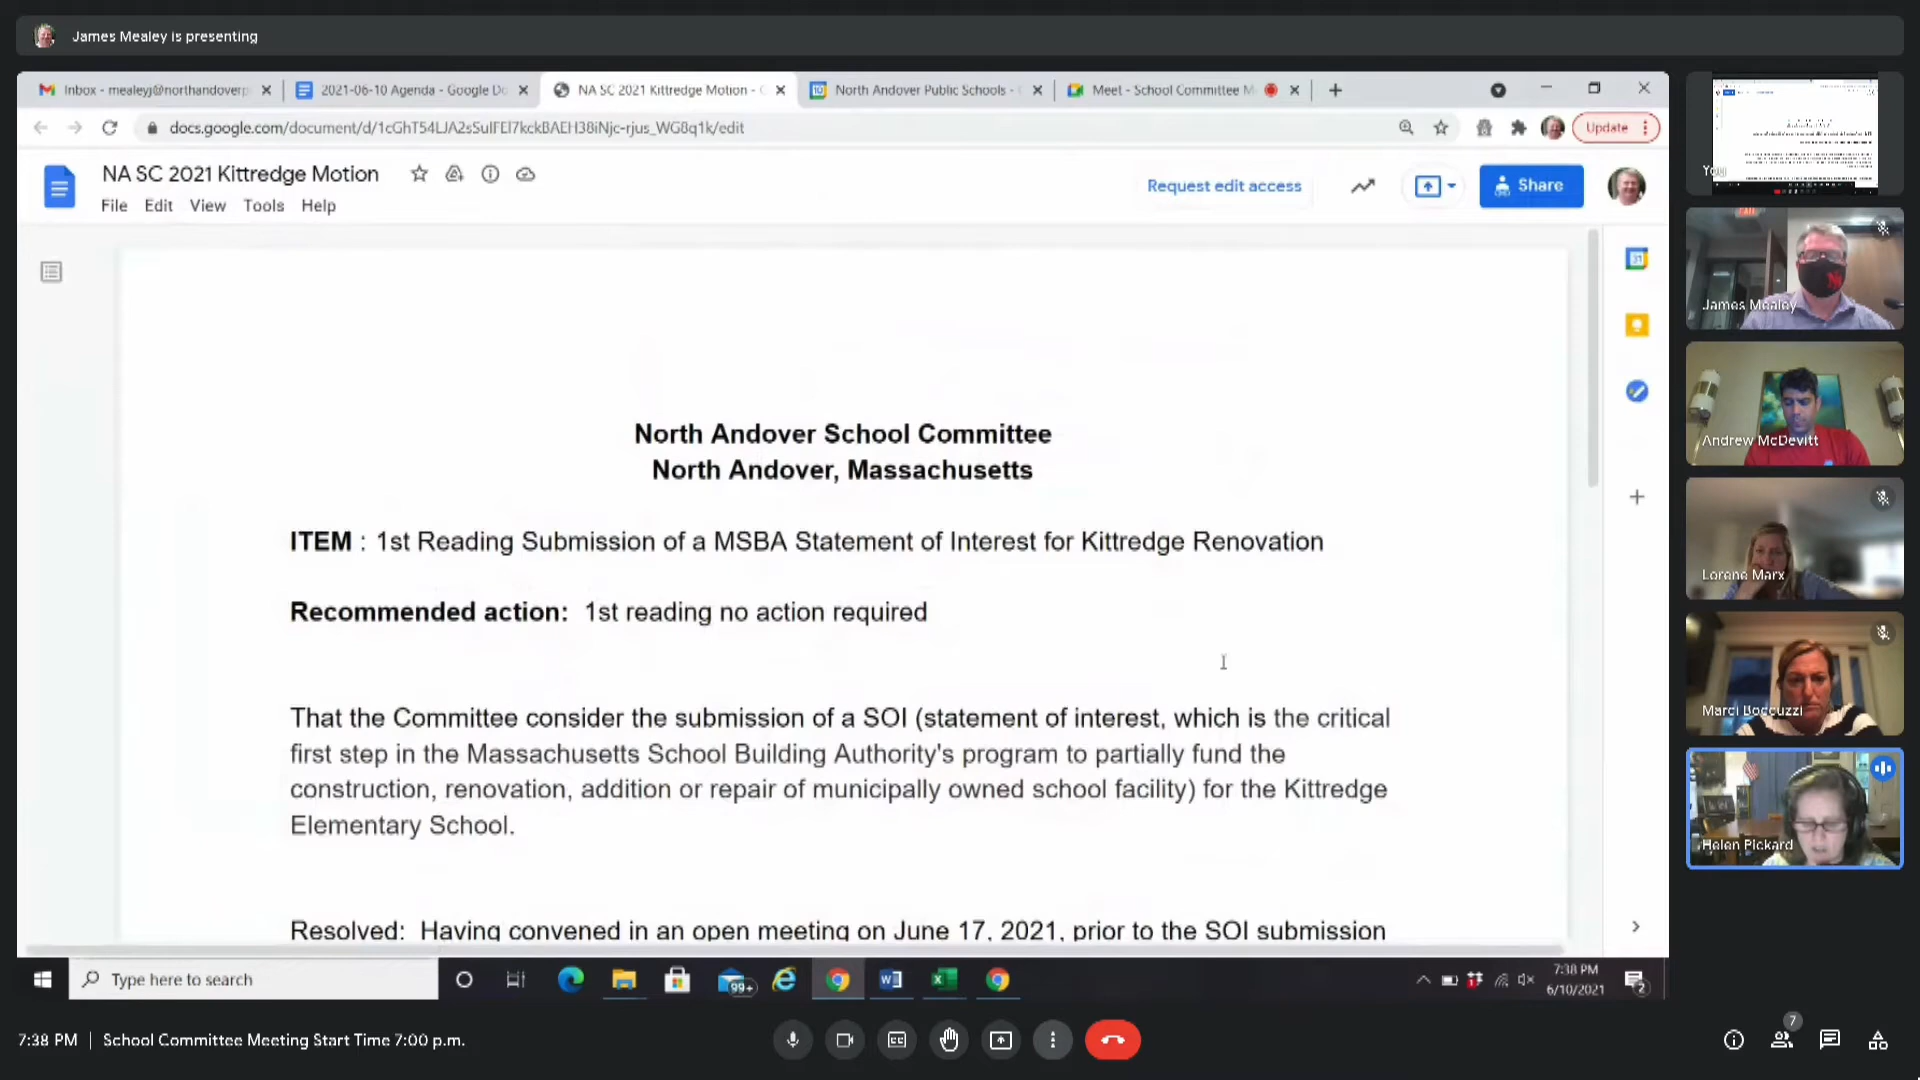 James Mealey is presenting
Inbox - mealeyj@northandoverp
2021-06-10 Agenda - Google Do
NA SC 2021 Kittredge Motion -
North Andover Public Schools -
Meet - School Committee M
docs.google.com/document/d/1cGhT54LJA2sSulFEl7kckBAEH38iNjc-rjus_WG8q1k/edit
Update
NA SC 2021 Kittredge Motion
File Edit View Tools Help
Request edit access
Share
North Andover School Committee
North Andover, Massachusetts
ITEM : 1st Reading Submission of a MSBA Statement of Interest for Kittredge Renovation
Recommended action: 1st reading no action required
That the Committee consider the submission of a SOI (statement of interest, which is the critical
first step in the Massachusetts School Building Authority's program to partially fund the
construction, renovation, addition or repair of municipally owned school facility) for the Kittredge
Elementary School.
Resolved: Having convened in an open meeting on June 17, 2021, prior to the SOI submission
Type here to search
99+
7:38 PM
6/10/2021
2
You
James Mealey
Andrew McDevitt
Lorene Marx
Marci Boccuzzi
Helen Pickard
7:38 PM | School Committee Meeting Start Time 7:00 p.m.
7